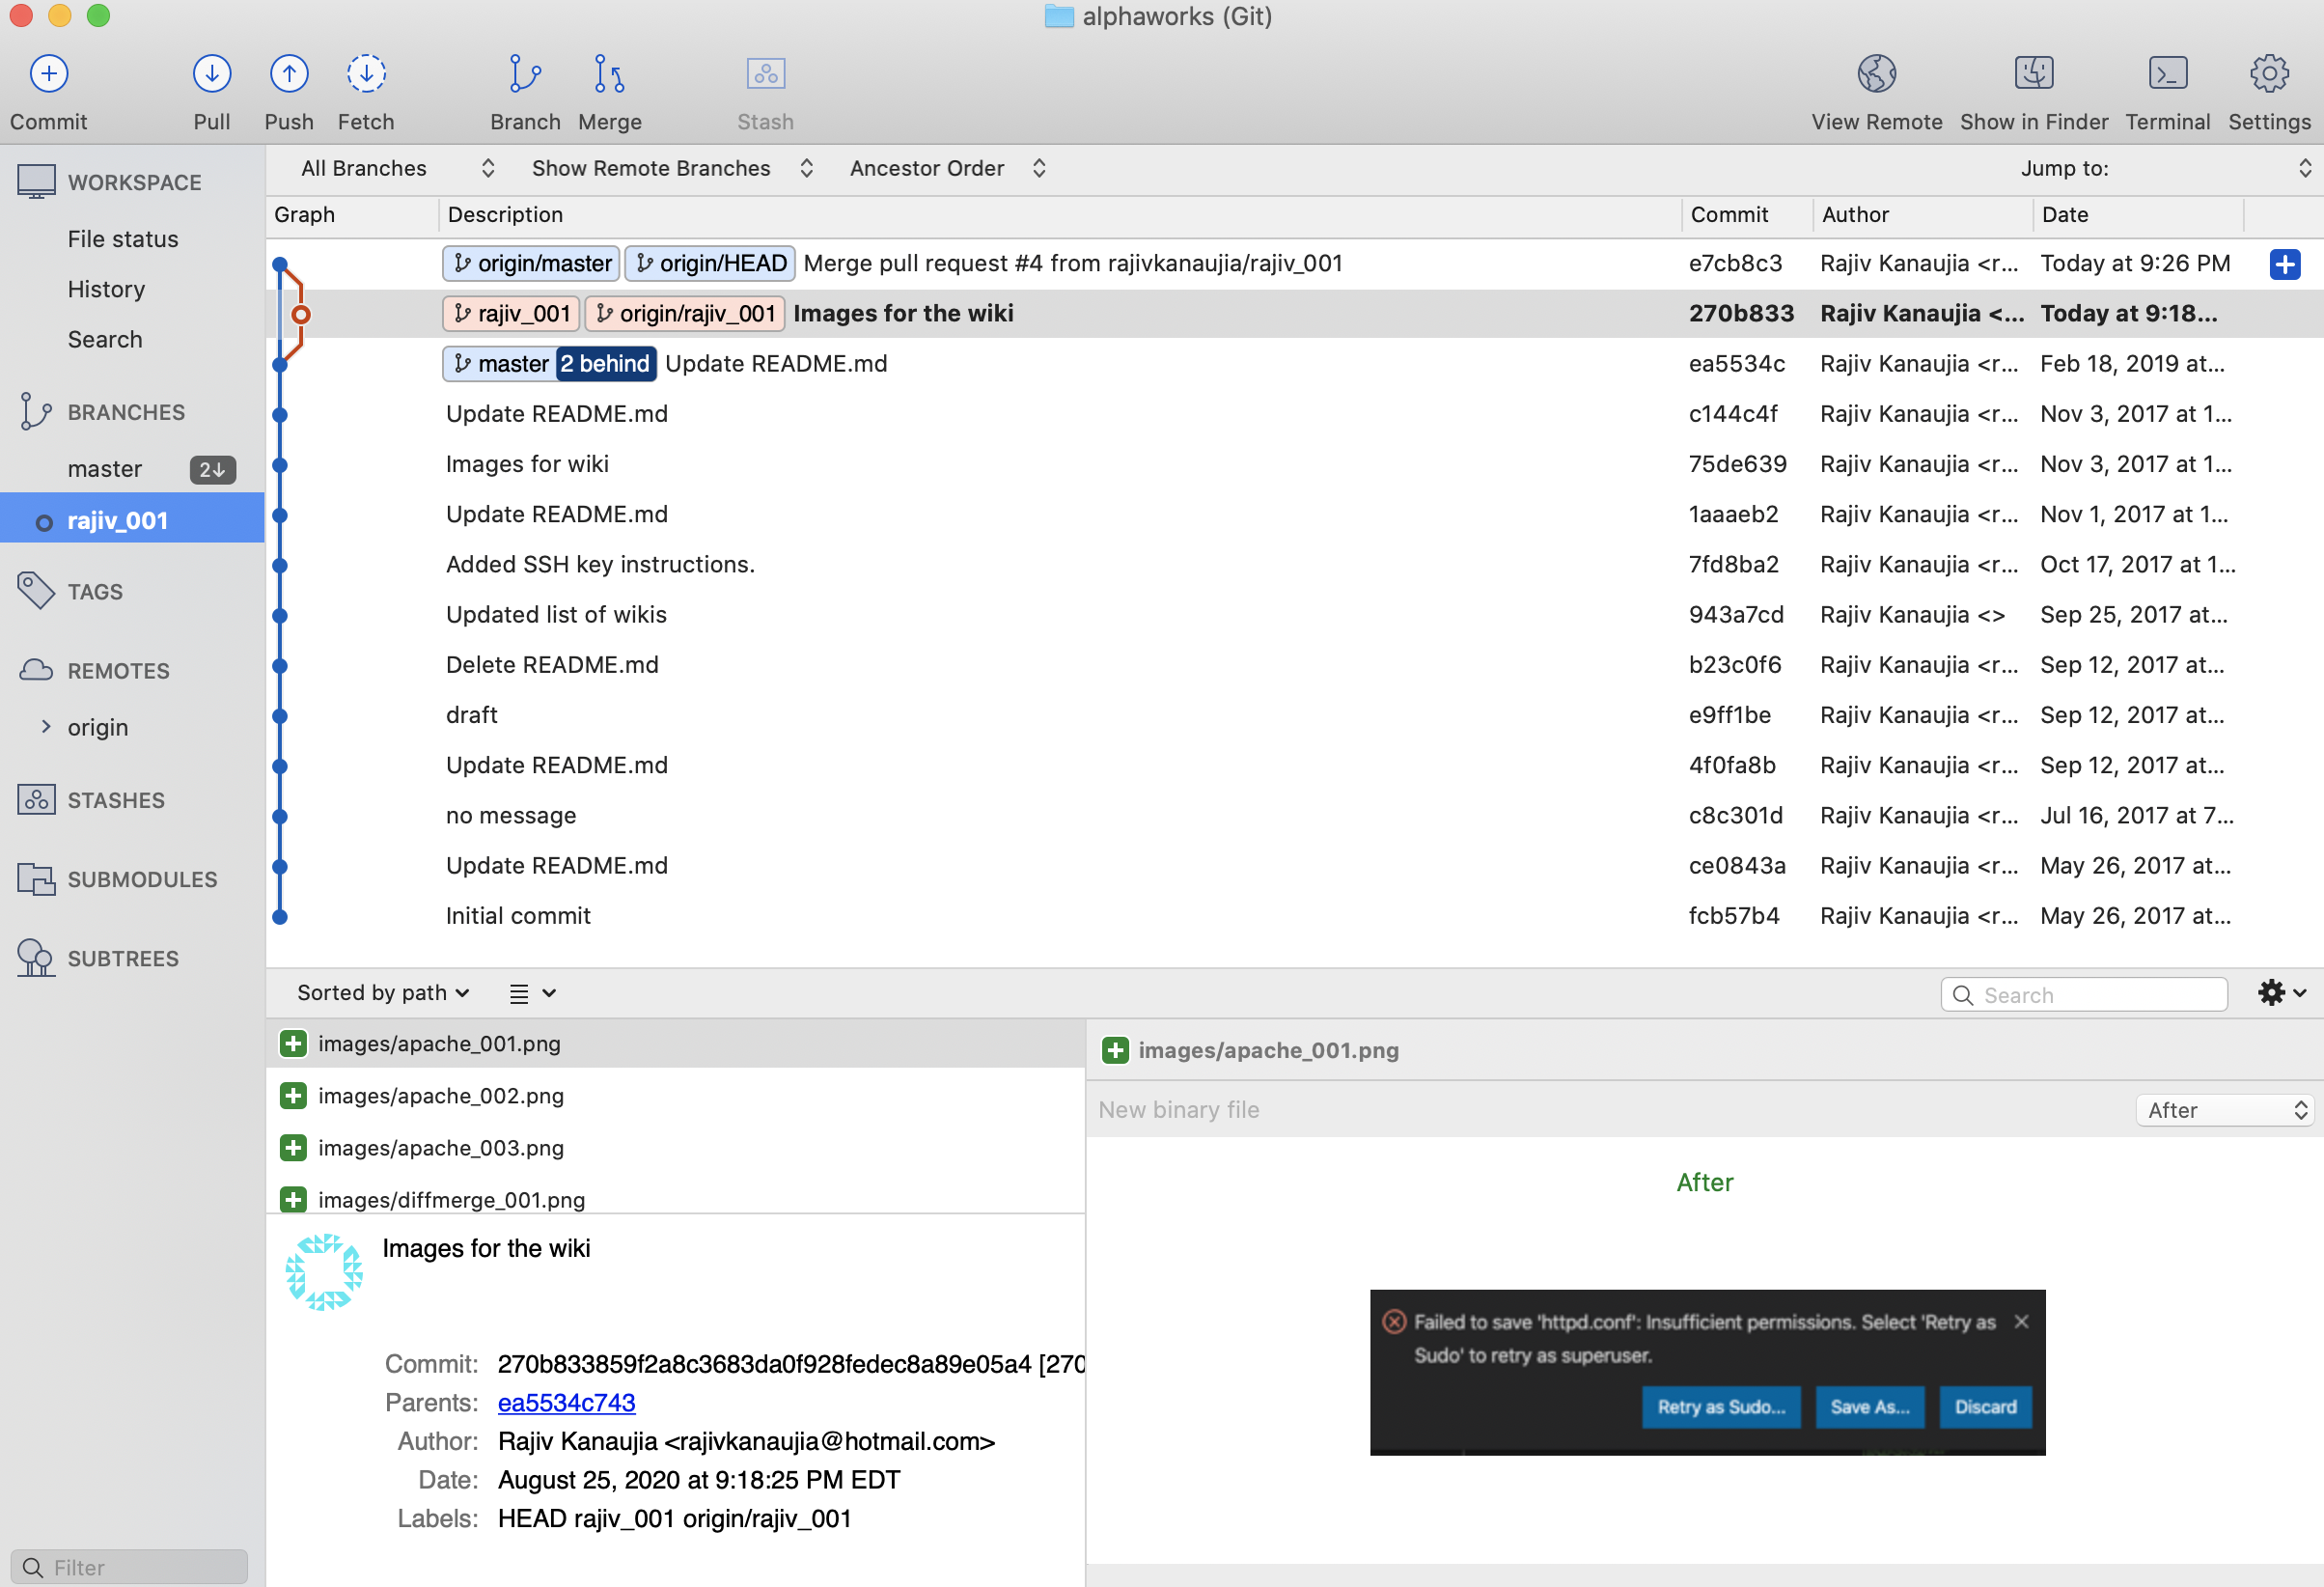 alphaworks (Git)
Commit Pull Push Fetch Branch Merge Stash View Remote Show in Finder Terminal Settings
WORKSPACE
File status
History
Search
BRANCHES
master 2↓
rajiv_001
TAGS
REMOTES
origin
STASHES
SUBMODULES
SUBTREES
Filter
All Branches Show Remote Branches Ancestor Order Jump to:
Graph Description Commit Author Date
origin/master origin/HEAD Merge pull request #4 from rajivkanaujia/rajiv_001 e7cb8c3 Rajiv Kanaujia <r... Today at 9:26 PM
rajiv_001 origin/rajiv_001 Images for the wiki 270b833 Rajiv Kanaujia <... Today at 9:18...
master 2 behind Update README.md ea5534c Rajiv Kanaujia <r... Feb 18, 2019 at...
Update README.md c144c4f Rajiv Kanaujia <r... Nov 3, 2017 at 1...
Images for wiki 75de639 Rajiv Kanaujia <r... Nov 3, 2017 at 1...
Update README.md 1aaaeb2 Rajiv Kanaujia <r... Nov 1, 2017 at 1...
Added SSH key instructions. 7fd8ba2 Rajiv Kanaujia <r... Oct 17, 2017 at 1...
Updated list of wikis 943a7cd Rajiv Kanaujia <> Sep 25, 2017 at...
Delete README.md b23c0f6 Rajiv Kanaujia <r... Sep 12, 2017 at...
draft e9ff1be Rajiv Kanaujia <r... Sep 12, 2017 at...
Update README.md 4f0fa8b Rajiv Kanaujia <r... Sep 12, 2017 at...
no message c8c301d Rajiv Kanaujia <r... Jul 16, 2017 at 7...
Update README.md ce0843a Rajiv Kanaujia <r... May 26, 2017 at...
Initial commit fcb57b4 Rajiv Kanaujia <r... May 26, 2017 at...
Sorted by path Search
images/apache_001.png
images/apache_002.png
images/apache_003.png
images/diffmerge_001.png
Images for the wiki
Commit: 270b833859f2a8c3683da0f928fedec8a89e05a4 [270
Parents: ea5534c743
Author: Rajiv Kanaujia <rajivkanaujia@hotmail.com>
Date: August 25, 2020 at 9:18:25 PM EDT
Labels: HEAD rajiv_001 origin/rajiv_001
images/apache_001.png
New binary file After
After
Failed to save 'httpd.conf': Insufficient permissions. Select 'Retry as
Sudo' to retry as superuser.
Retry as Sudo... Save As... Discard